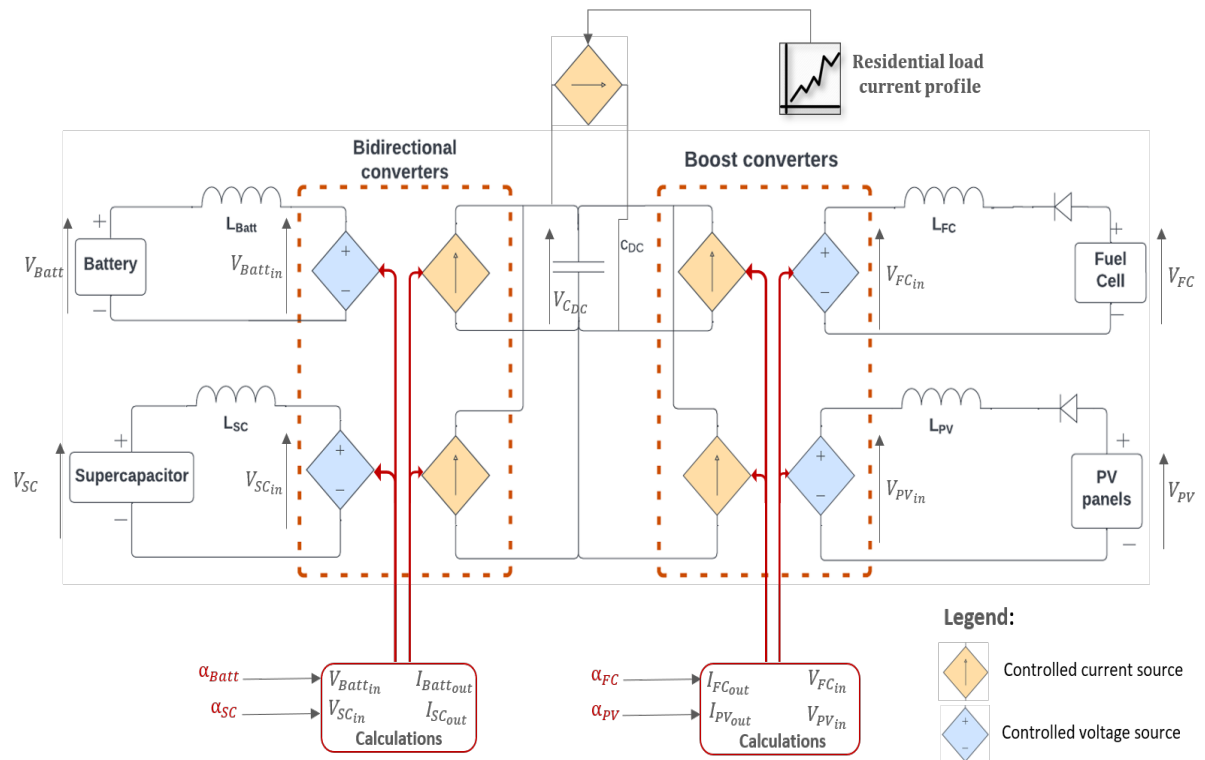 Residential load
current profile
Bidirectional
converters
Boost converters
L_Batt
L_FC
+
+
V_Batt
Battery
V_Batt_in
+
−
V_C_DC
C_DC
+
−
V_FC_in
Fuel
Cell
V_FC
−
−
L_SC
L_PV
+
+
V_SC
Supercapacitor
V_SC_in
+
−
+
−
V_PV_in
PV
panels
V_PV
−
−
Legend:
+
−
Controlled current source
Controlled voltage source
α_Batt
V_Batt_in I_Batt_out
α_SC
V_SC_in I_SC_out
Calculations
α_FC
I_FC_out V_FC_in
α_PV
I_PV_out V_PV_in
Calculations